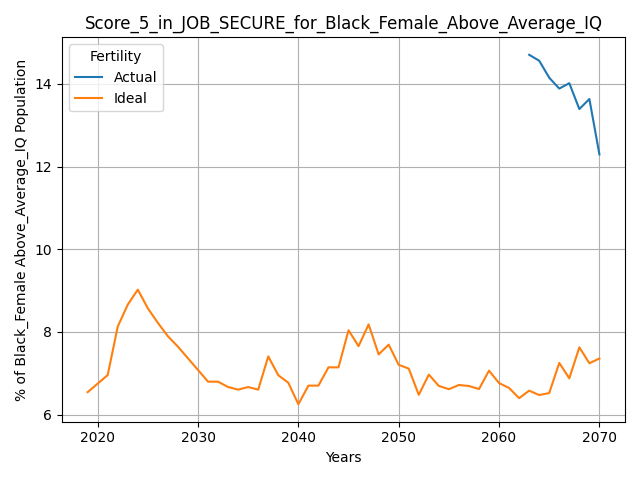 Score_5_in_JOB_SECURE_for_Black_Female_Above_Average_IQ
Fertility
Actual
Ideal
% of Black_Female Above_Average_IQ Population
14
12
10
8
6
2020 2030 2040 2050 2060 2070
Years